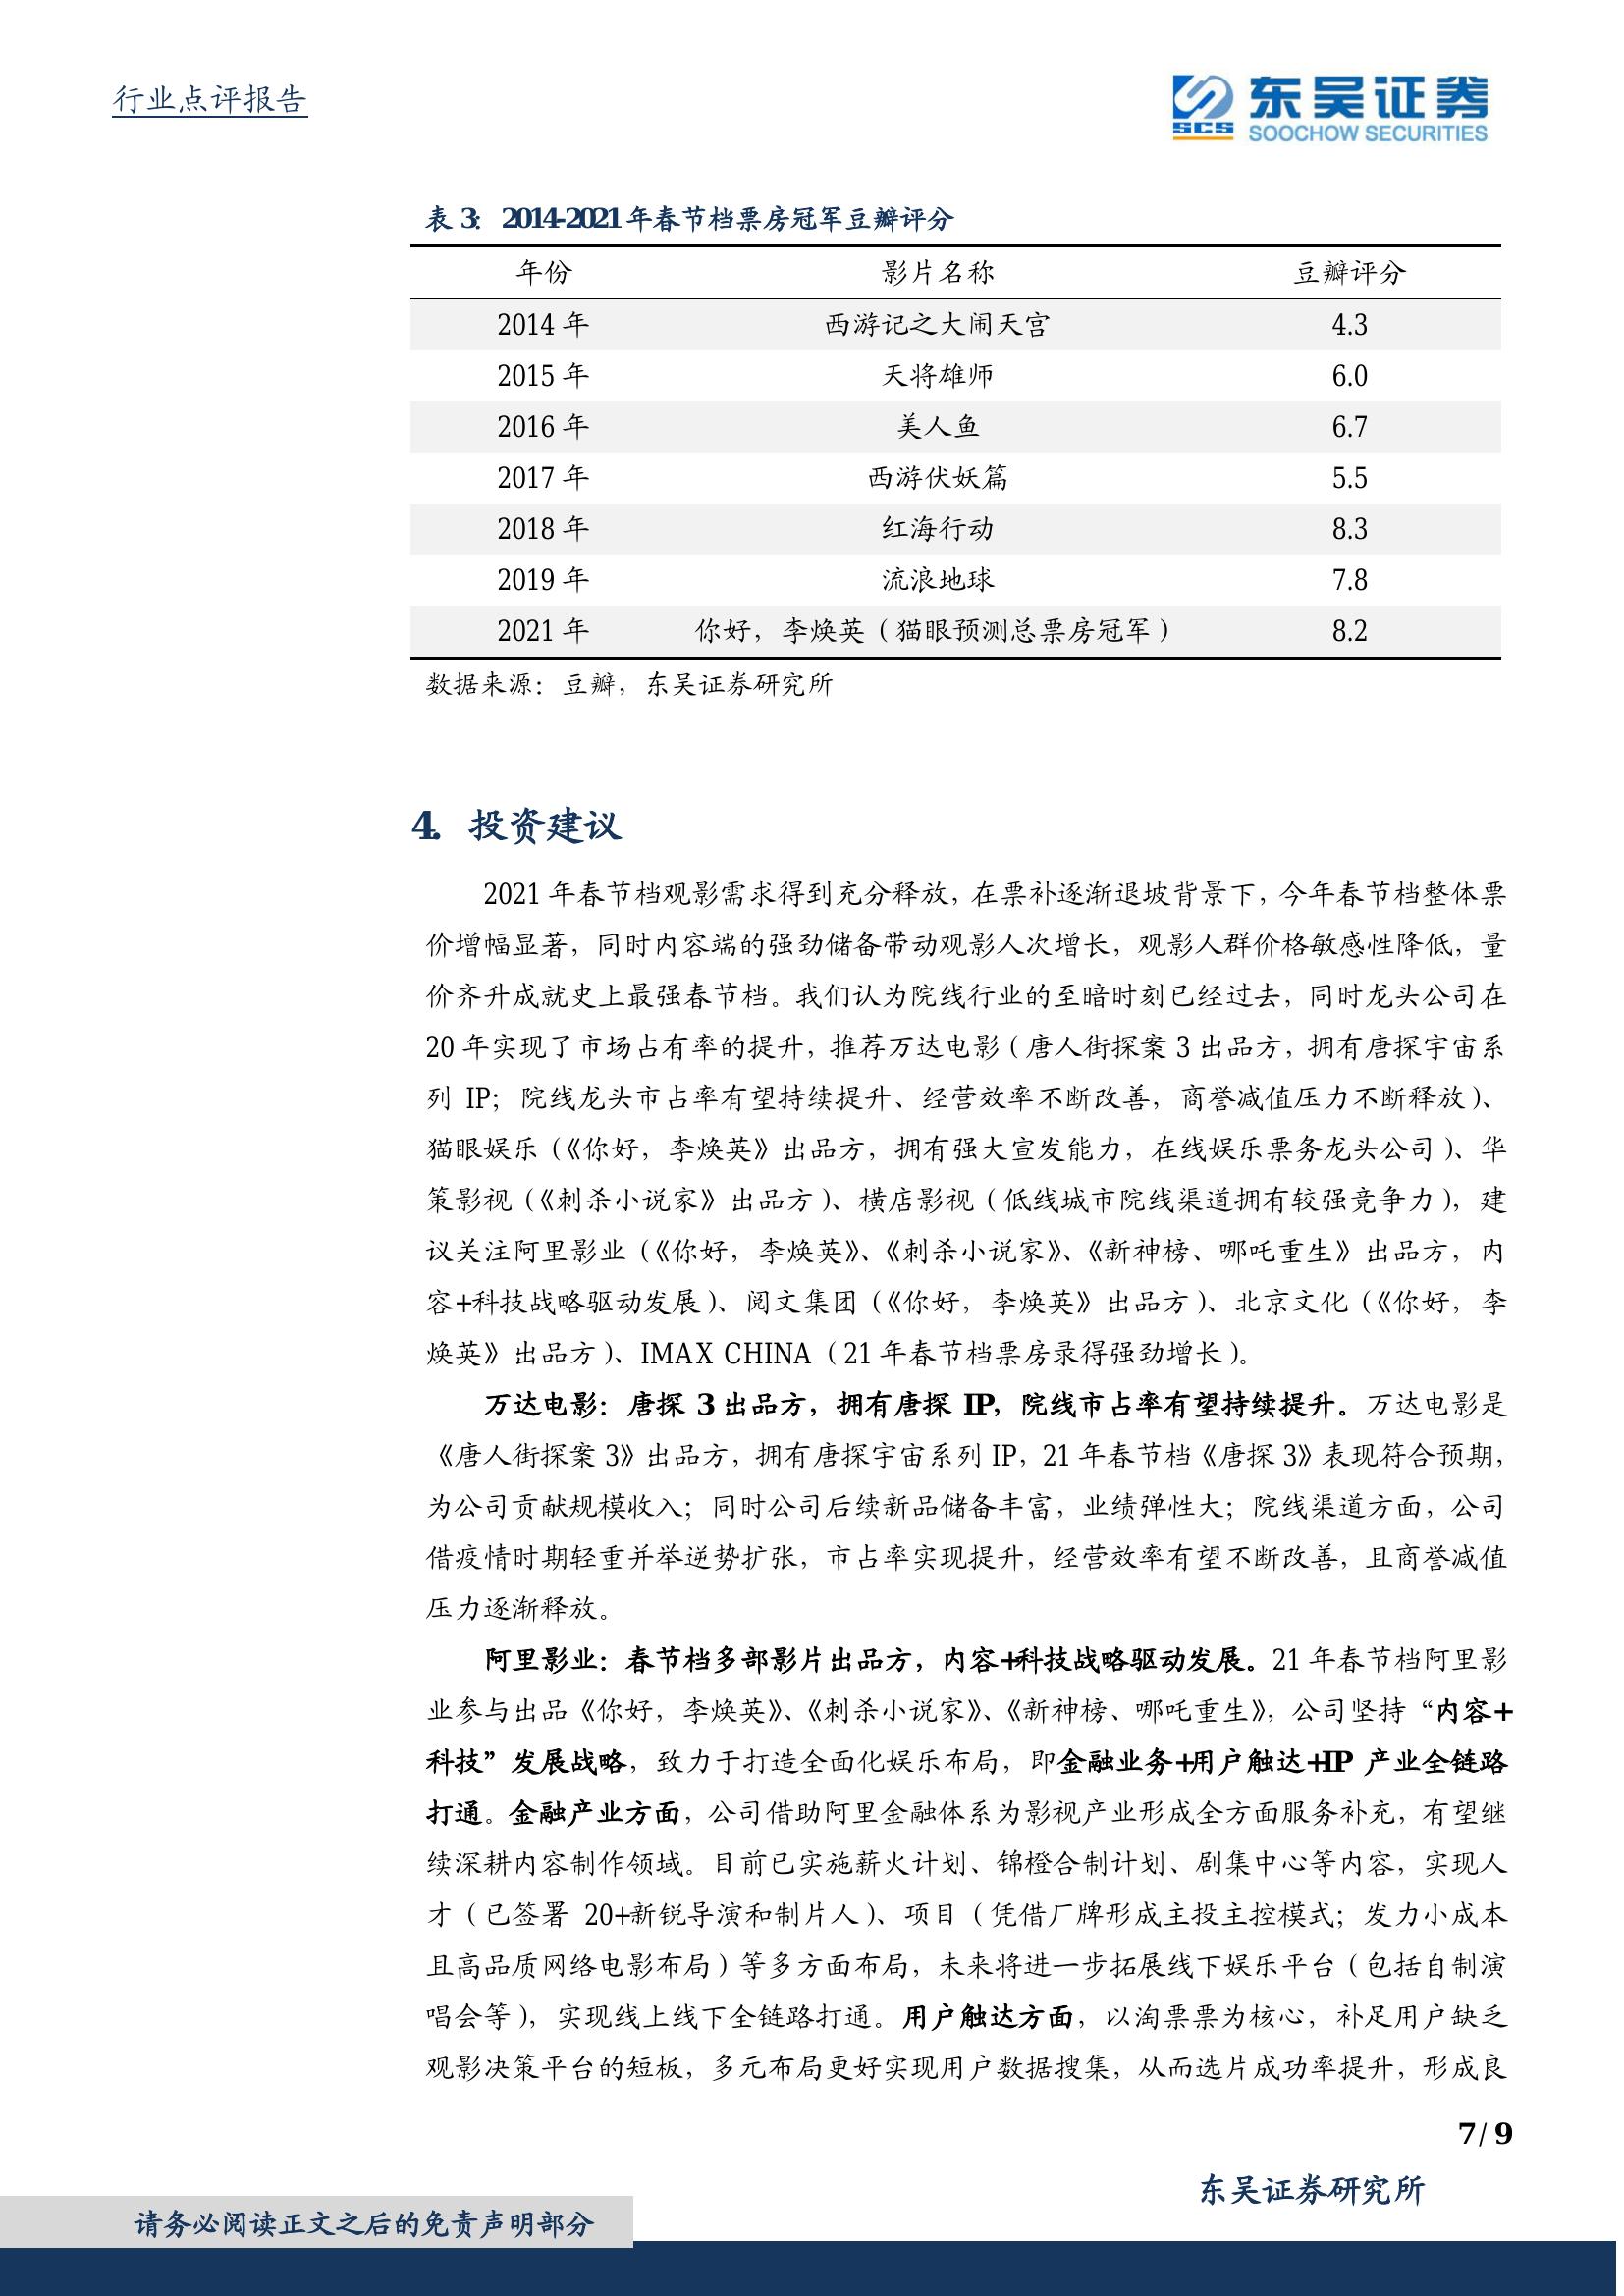 行业点评报告
SCS 东吴证券
SOOCHOW SECURITIES
表 3： 2014-2021 年春节档票房冠军豆瓣评分
年份 影片名称 豆瓣评分
2014 年 西游记之大闹天宫 4.3
2015 年 天将雄师 6.0
2016 年 美人鱼 6.7
2017 年 西游伏妖篇 5.5
2018 年 红海行动 8.3
2019 年 流浪地球 7.8
2021 年 你好，李焕英（猫眼预测总票房冠军） 8.2
数据来源：豆瓣，东吴证券研究所
4. 投资建议
2021 年春节档观影需求得到充分释放，在票补逐渐退坡背景下，今年春节档整体票
价增幅显著，同时内容端的强劲储备带动观影人次增长，观影人群价格敏感性降低，量
价齐升成就史上最强春节档。我们认为院线行业的至暗时刻已经过去，同时龙头公司在
20 年实现了市场占有率的提升，推荐万达电影（唐人街探案 3 出品方，拥有唐探宇宙系
列 IP；院线龙头市占率有望持续提升、经营效率不断改善，商誉减值压力不断释放）、
猫眼娱乐（《你好，李焕英》出品方，拥有强大宣发能力，在线娱乐票务龙头公司）、华
策影视（《刺杀小说家》出品方）、横店影视（低线城市院线渠道拥有较强竞争力），建
议关注阿里影业（《你好，李焕英》、《刺杀小说家》、《新神榜、哪吒重生》出品方，内
容+科技战略驱动发展）、阅文集团（《你好，李焕英》出品方）、北京文化（《你好，李
焕英》出品方）、IMAX CHINA（21 年春节档票房录得强劲增长）。
万达电影：唐探 3 出品方，拥有唐探 IP，院线市占率有望持续提升。万达电影是
《唐人街探案 3》出品方，拥有唐探宇宙系列 IP，21 年春节档《唐探 3》表现符合预期，
为公司贡献规模收入；同时公司后续新品储备丰富，业绩弹性大；院线渠道方面，公司
借疫情时期轻重并举逆势扩张，市占率实现提升，经营效率有望不断改善，且商誉减值
压力逐渐释放。
阿里影业：春节档多部影片出品方，内容+科技战略驱动发展。21 年春节档阿里影
业参与出品《你好，李焕英》、《刺杀小说家》、《新神榜、哪吒重生》，公司坚持“内容+
科技”发展战略，致力于打造全面化娱乐布局，即金融业务+用户触达+IP 产业全链路
打通。金融产业方面，公司借助阿里金融体系为影视产业形成全方面服务补充，有望继
续深耕内容制作领域。目前已实施薪火计划、锦橙合制计划、剧集中心等内容，实现人
才（已签署 20+新锐导演和制片人）、项目（凭借厂牌形成主投主控模式；发力小成本
且高品质网络电影布局）等多方面布局，未来将进一步拓展线下娱乐平台（包括自制演
唱会等），实现线上线下全链路打通。用户触达方面，以淘票票为核心，补足用户缺乏
观影决策平台的短板，多元布局更好实现用户数据搜集，从而选片成功率提升，形成良
7 / 9
东吴证券研究所
请务必阅读正文之后的免责声明部分